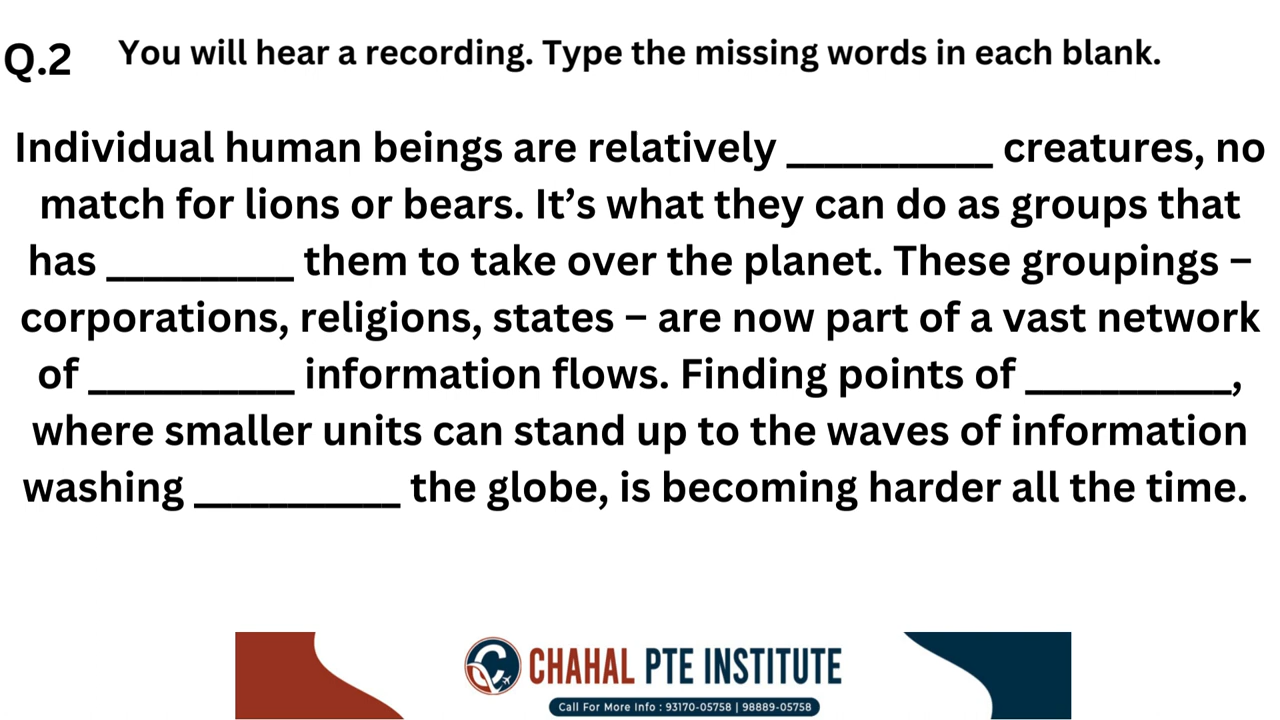 Q.2 You will hear a recording. Type the missing words in each blank.
Individual human beings are relatively __________ creatures, no
match for lions or bears. It’s what they can do as groups that
has _________ them to take over the planet. These groupings –
corporations, religions, states – are now part of a vast network
of __________ information flows. Finding points of __________,
where smaller units can stand up to the waves of information
washing __________ the globe, is becoming harder all the time.
CHAHAL PTE INSTITUTE
Call For More Info : 93170-05758 | 98889-05758